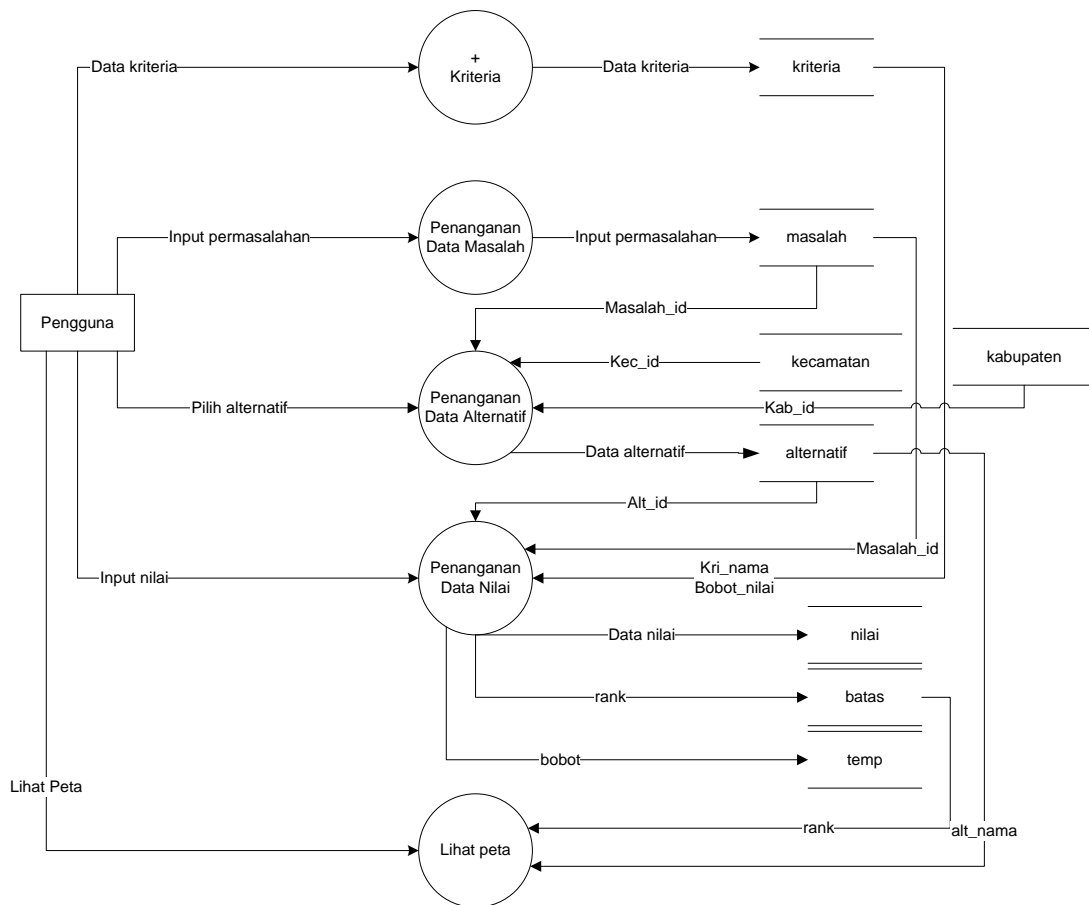 +
Kriteria
Data kriteria
Data kriteria
kriteria
Penanganan
Data Masalah
Input permasalahan
Input permasalahan
masalah
Masalah_id
Pengguna
Kec_id
kecamatan
kabupaten
Penanganan
Data Alternatif
Pilih alternatif
Kab_id
Data alternatif
alternatif
Alt_id
Masalah_id
Penanganan
Data Nilai
Input nilai
Kri_nama
Bobot_nilai
Data nilai
nilai
rank
batas
bobot
temp
Lihat Peta
rank
alt_nama
Lihat peta